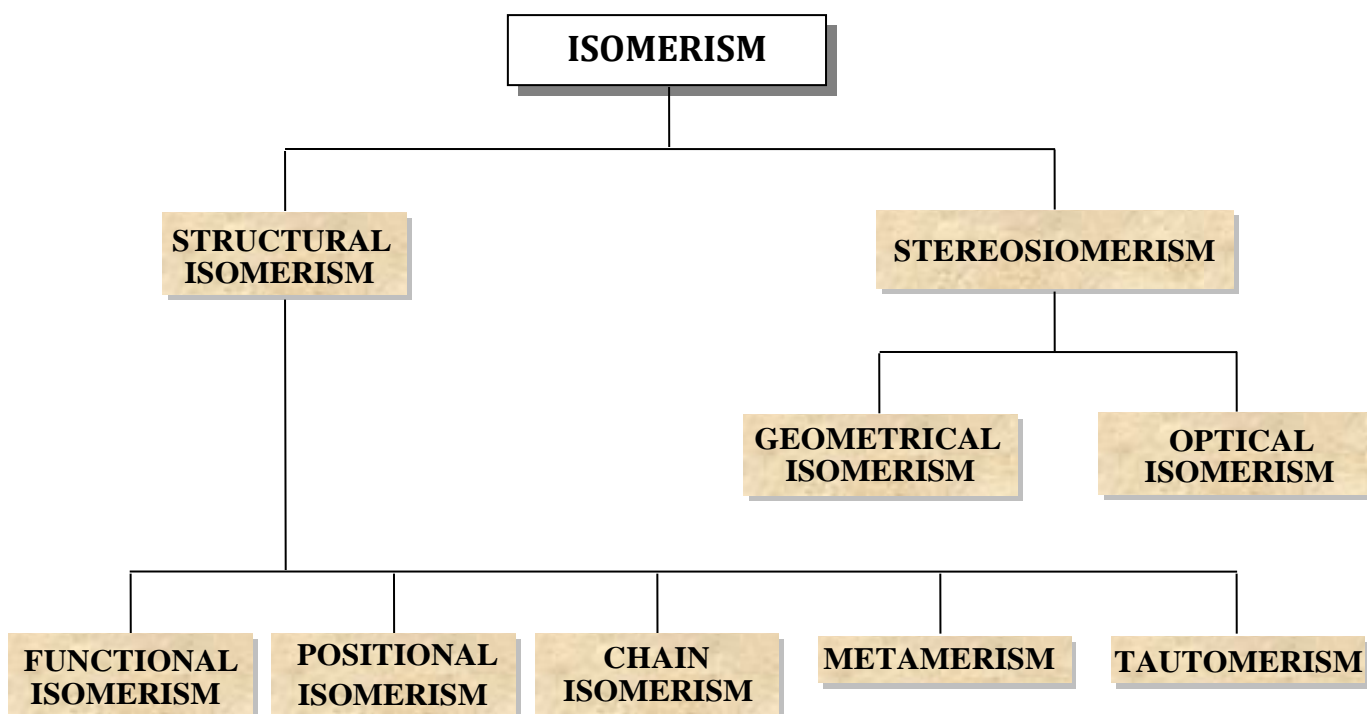 ISOMERISM
STRUCTURAL
ISOMERISM
STEREOSIOMERISM
GEOMETRICAL
ISOMERISM
OPTICAL
ISOMERISM
FUNCTIONAL
ISOMERISM
POSITIONAL
ISOMERISM
CHAIN
ISOMERISM
METAMERISM
TAUTOMERISM